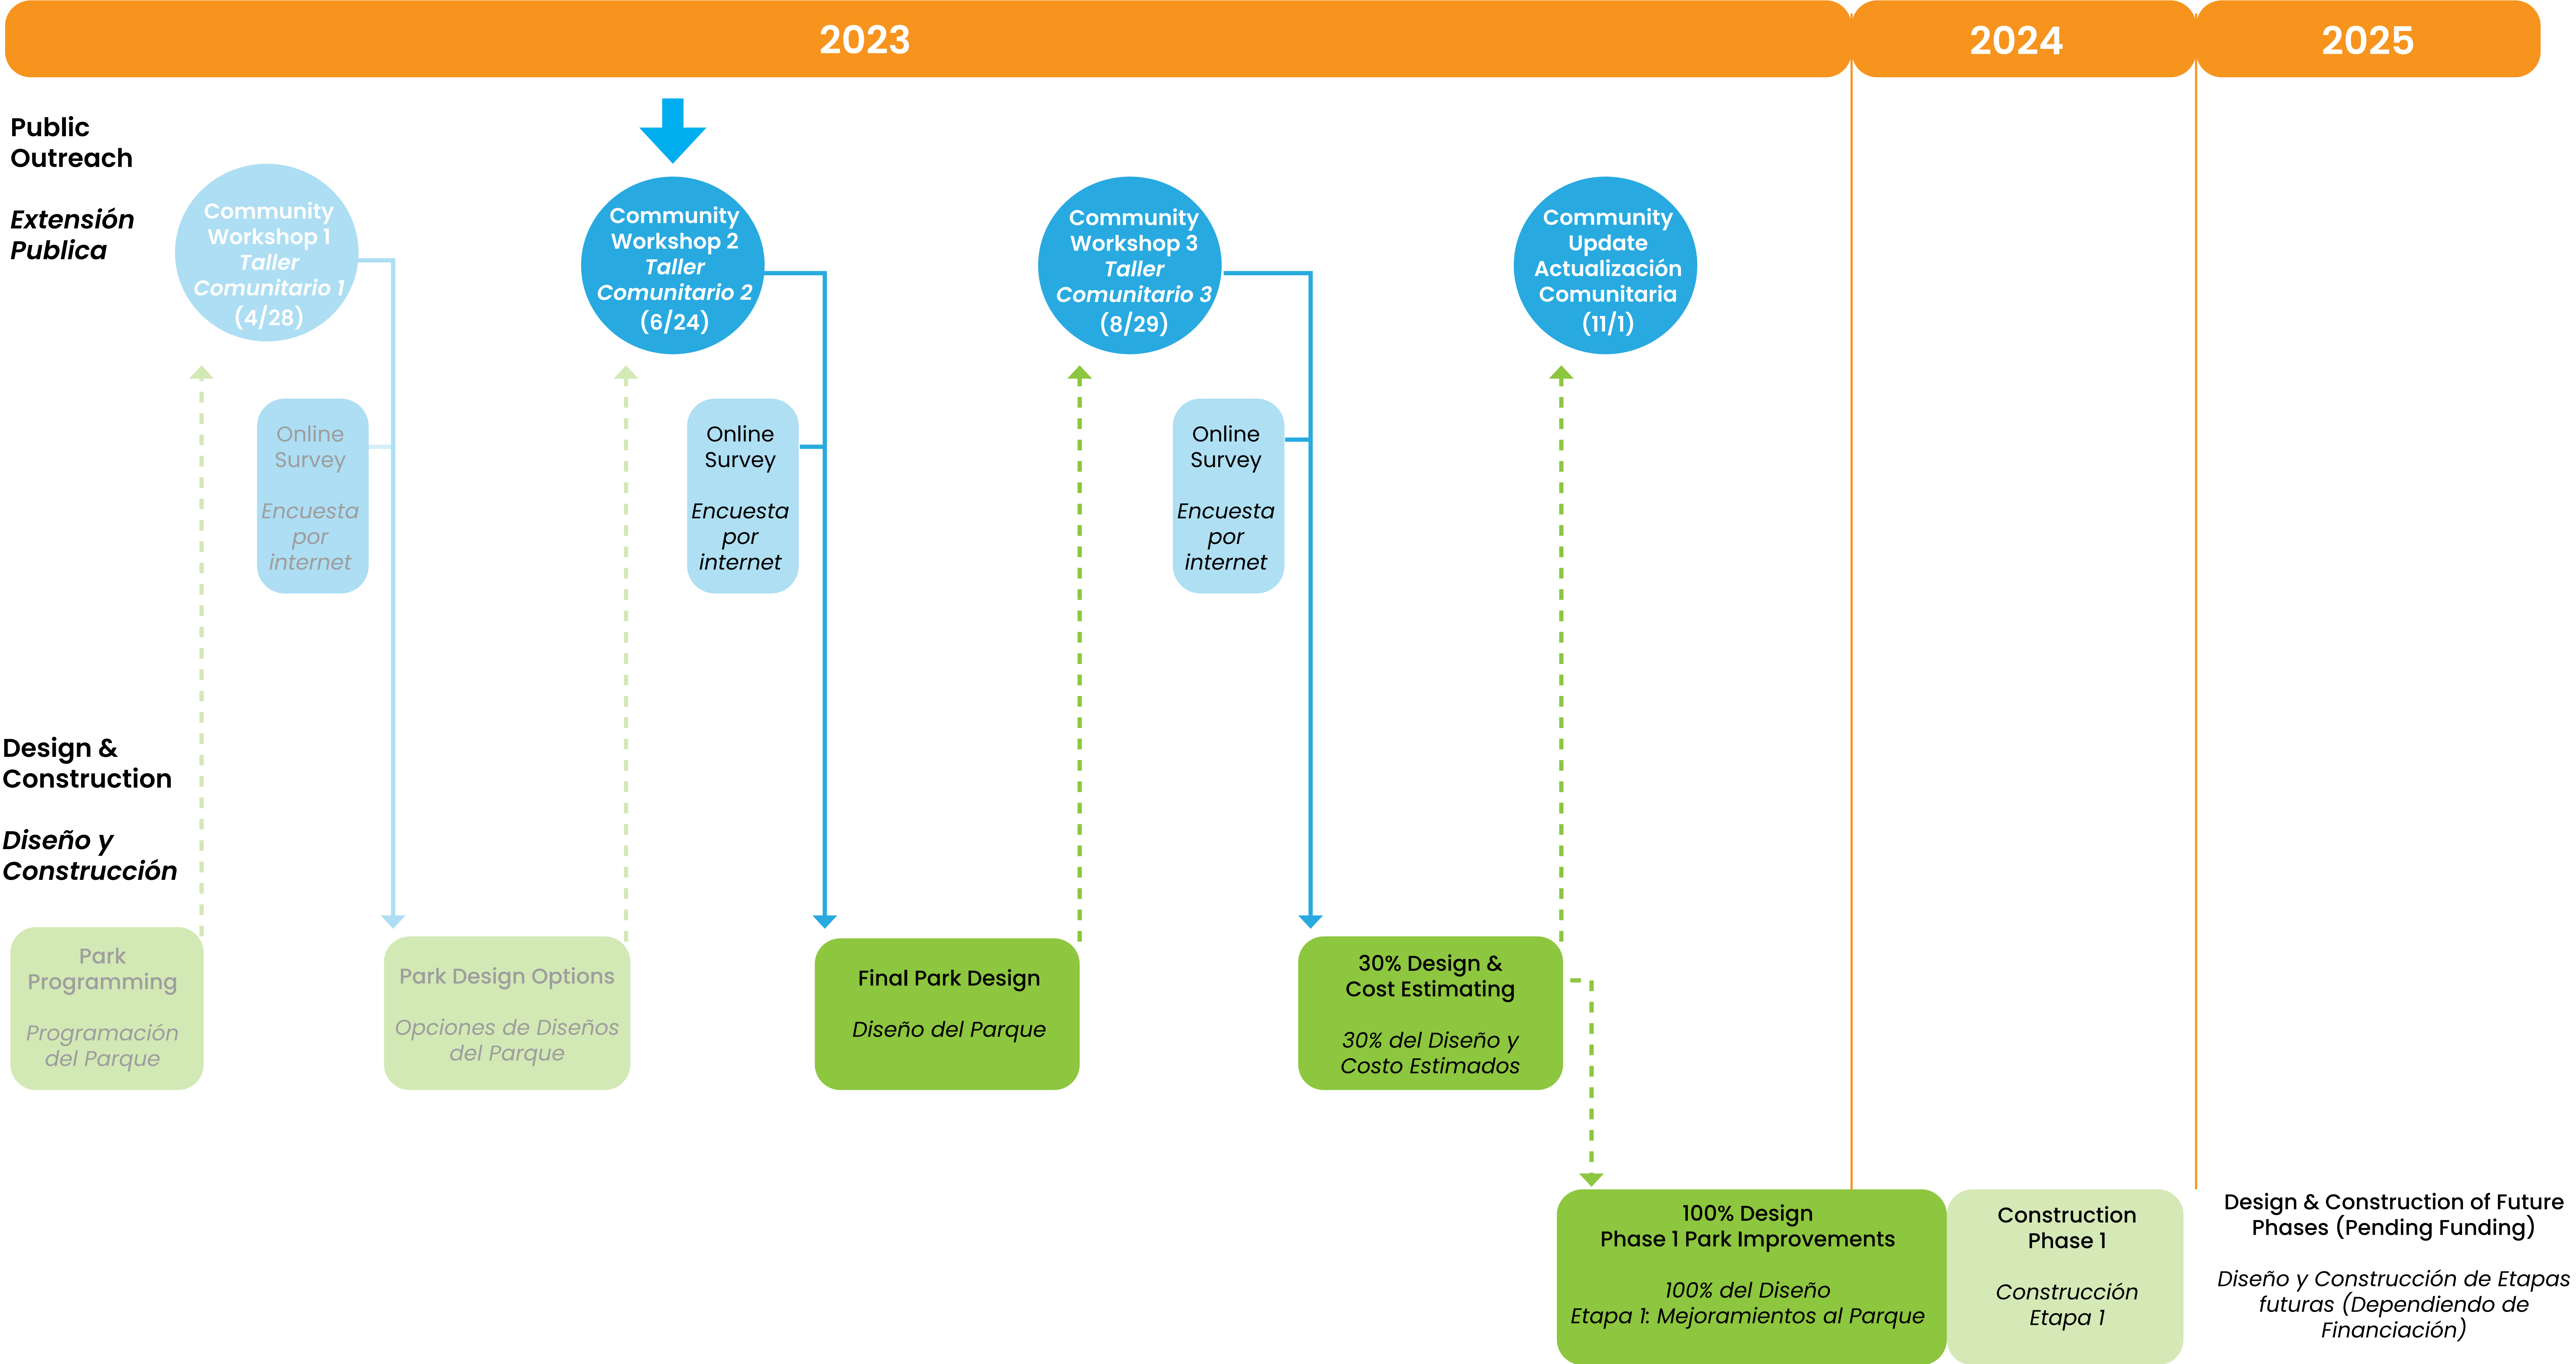 2023
2024
2025
Public
Outreach
Extensión
Publica
Community
Workshop 1
Taller
Comunitario 1
(4/28)
Community
Workshop 2
Taller
Comunitario 2
(6/24)
Community
Workshop 3
Taller
Comunitario 3
(8/29)
Community
Update
Actualización
Comunitaria
(11/1)
Online
Survey
Encuesta
por
internet
Online
Survey
Encuesta
por
internet
Online
Survey
Encuesta
por
internet
Design &
Construction
Diseño y
Construcción
Park
Programming
Programación
del Parque
Park Design Options
Opciones de Diseños
del Parque
Final Park Design
Diseño del Parque
30% Design &
Cost Estimating
30% del Diseño y
Costo Estimados
100% Design
Phase 1 Park Improvements
100% del Diseño
Etapa 1: Mejoramientos al Parque
Construction
Phase 1
Construcción
Etapa 1
Design & Construction of Future
Phases (Pending Funding)
Diseño y Construcción de Etapas
futuras (Dependiendo de
Financiación)